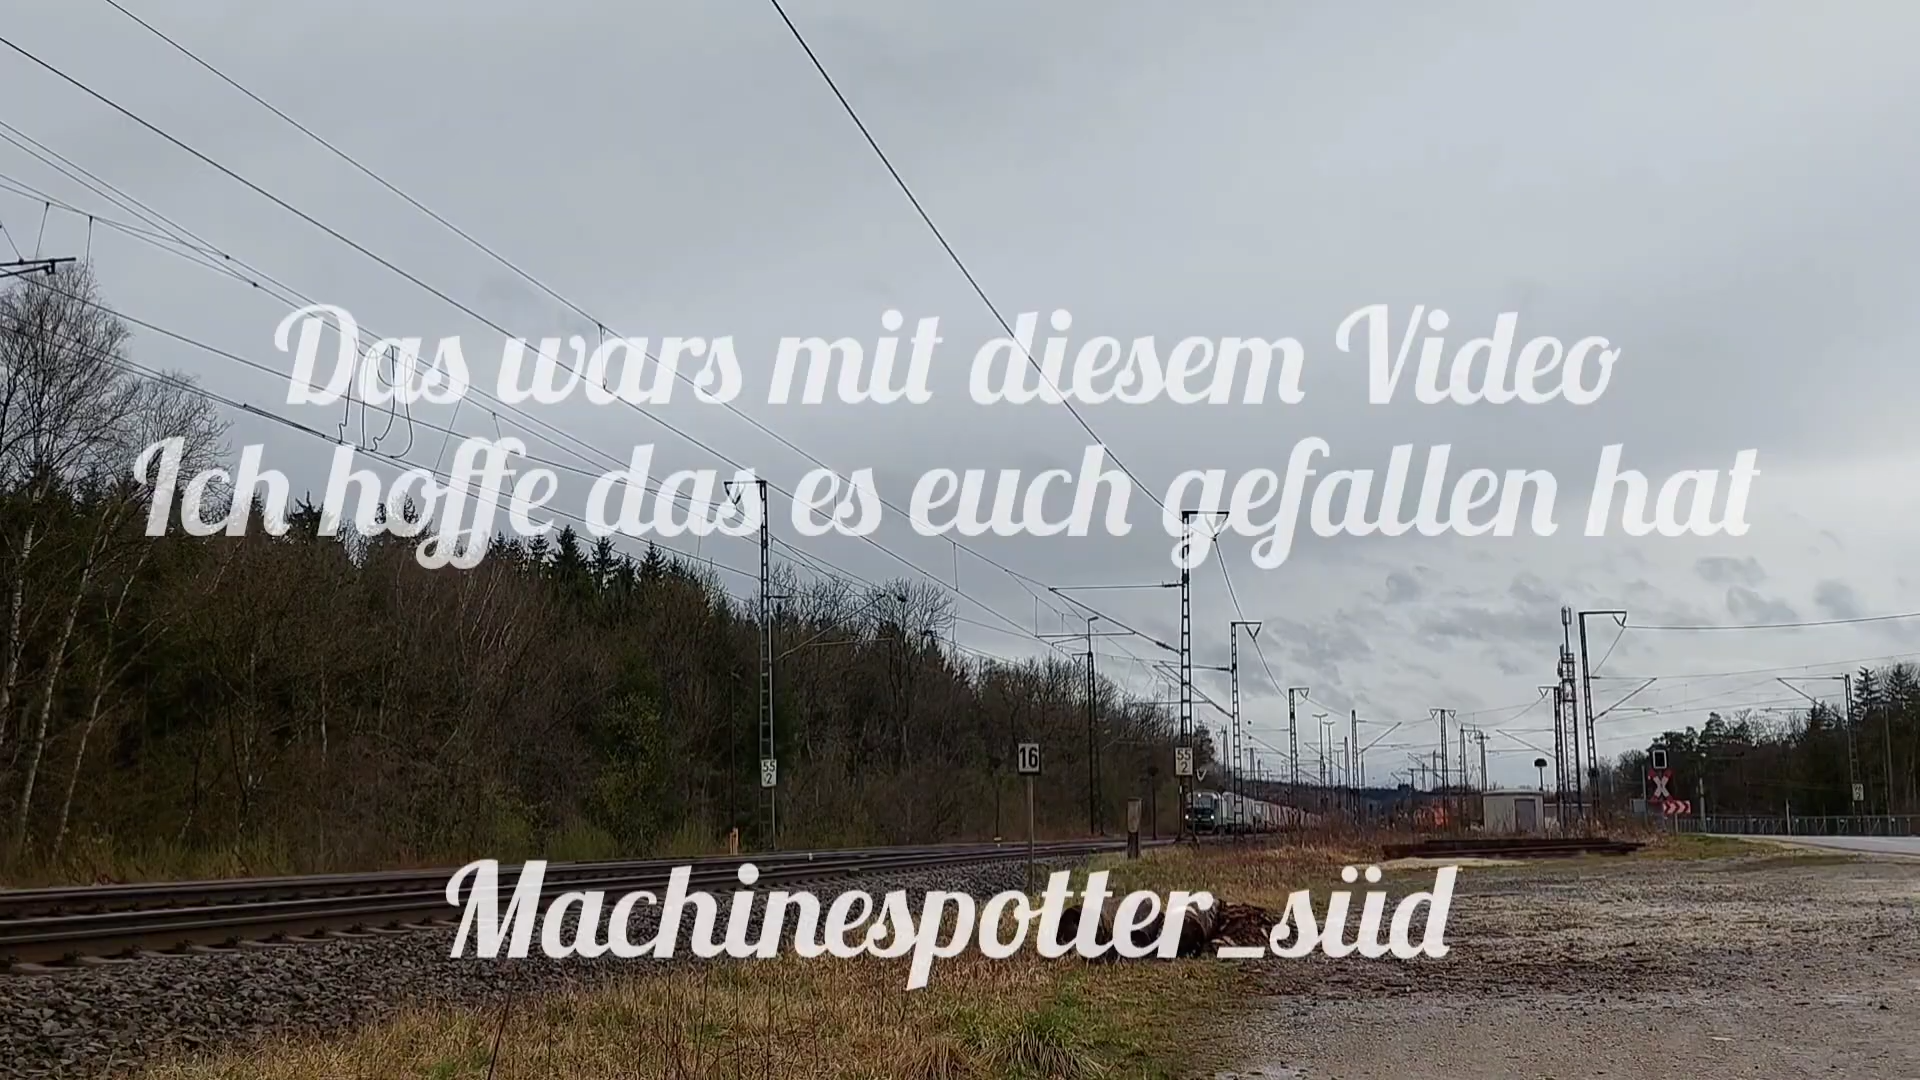 Das wars mit diesem Video
Ich hoffe das es euch gefallen hat
16
55
2
55
2
Machinespotter_süd